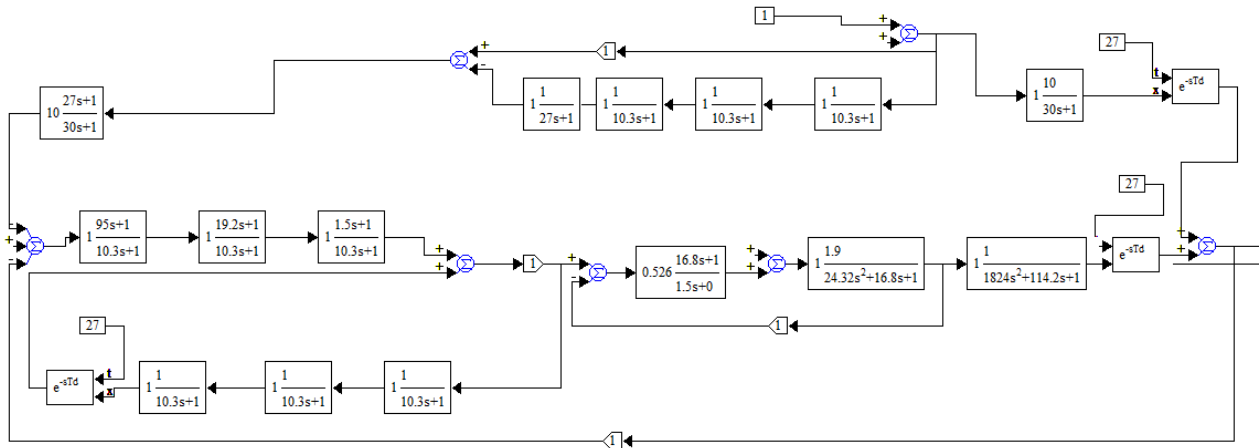 1
+
+
Σ
27
t
x
e^-sTd
1
+
-
Σ
1 10
30s+1
10 27s+1
30s+1
1 1
27s+1
1 1
10.3s+1
1 1
10.3s+1
1 1
10.3s+1
27
-
+
-
Σ
1 95s+1
10.3s+1
1 19.2s+1
10.3s+1
1 1.5s+1
10.3s+1
+
+
Σ
1
+
-
Σ
0.526 16.8s+1
1.5s+0
+
+
Σ
1 1.9
24.32s²+16.8s+1
1 1
1824s²+114.2s+1
e^-sTd
+
+
Σ
1
27
t
x
e^-sTd
1 1
10.3s+1
1 1
10.3s+1
1 1
10.3s+1
1